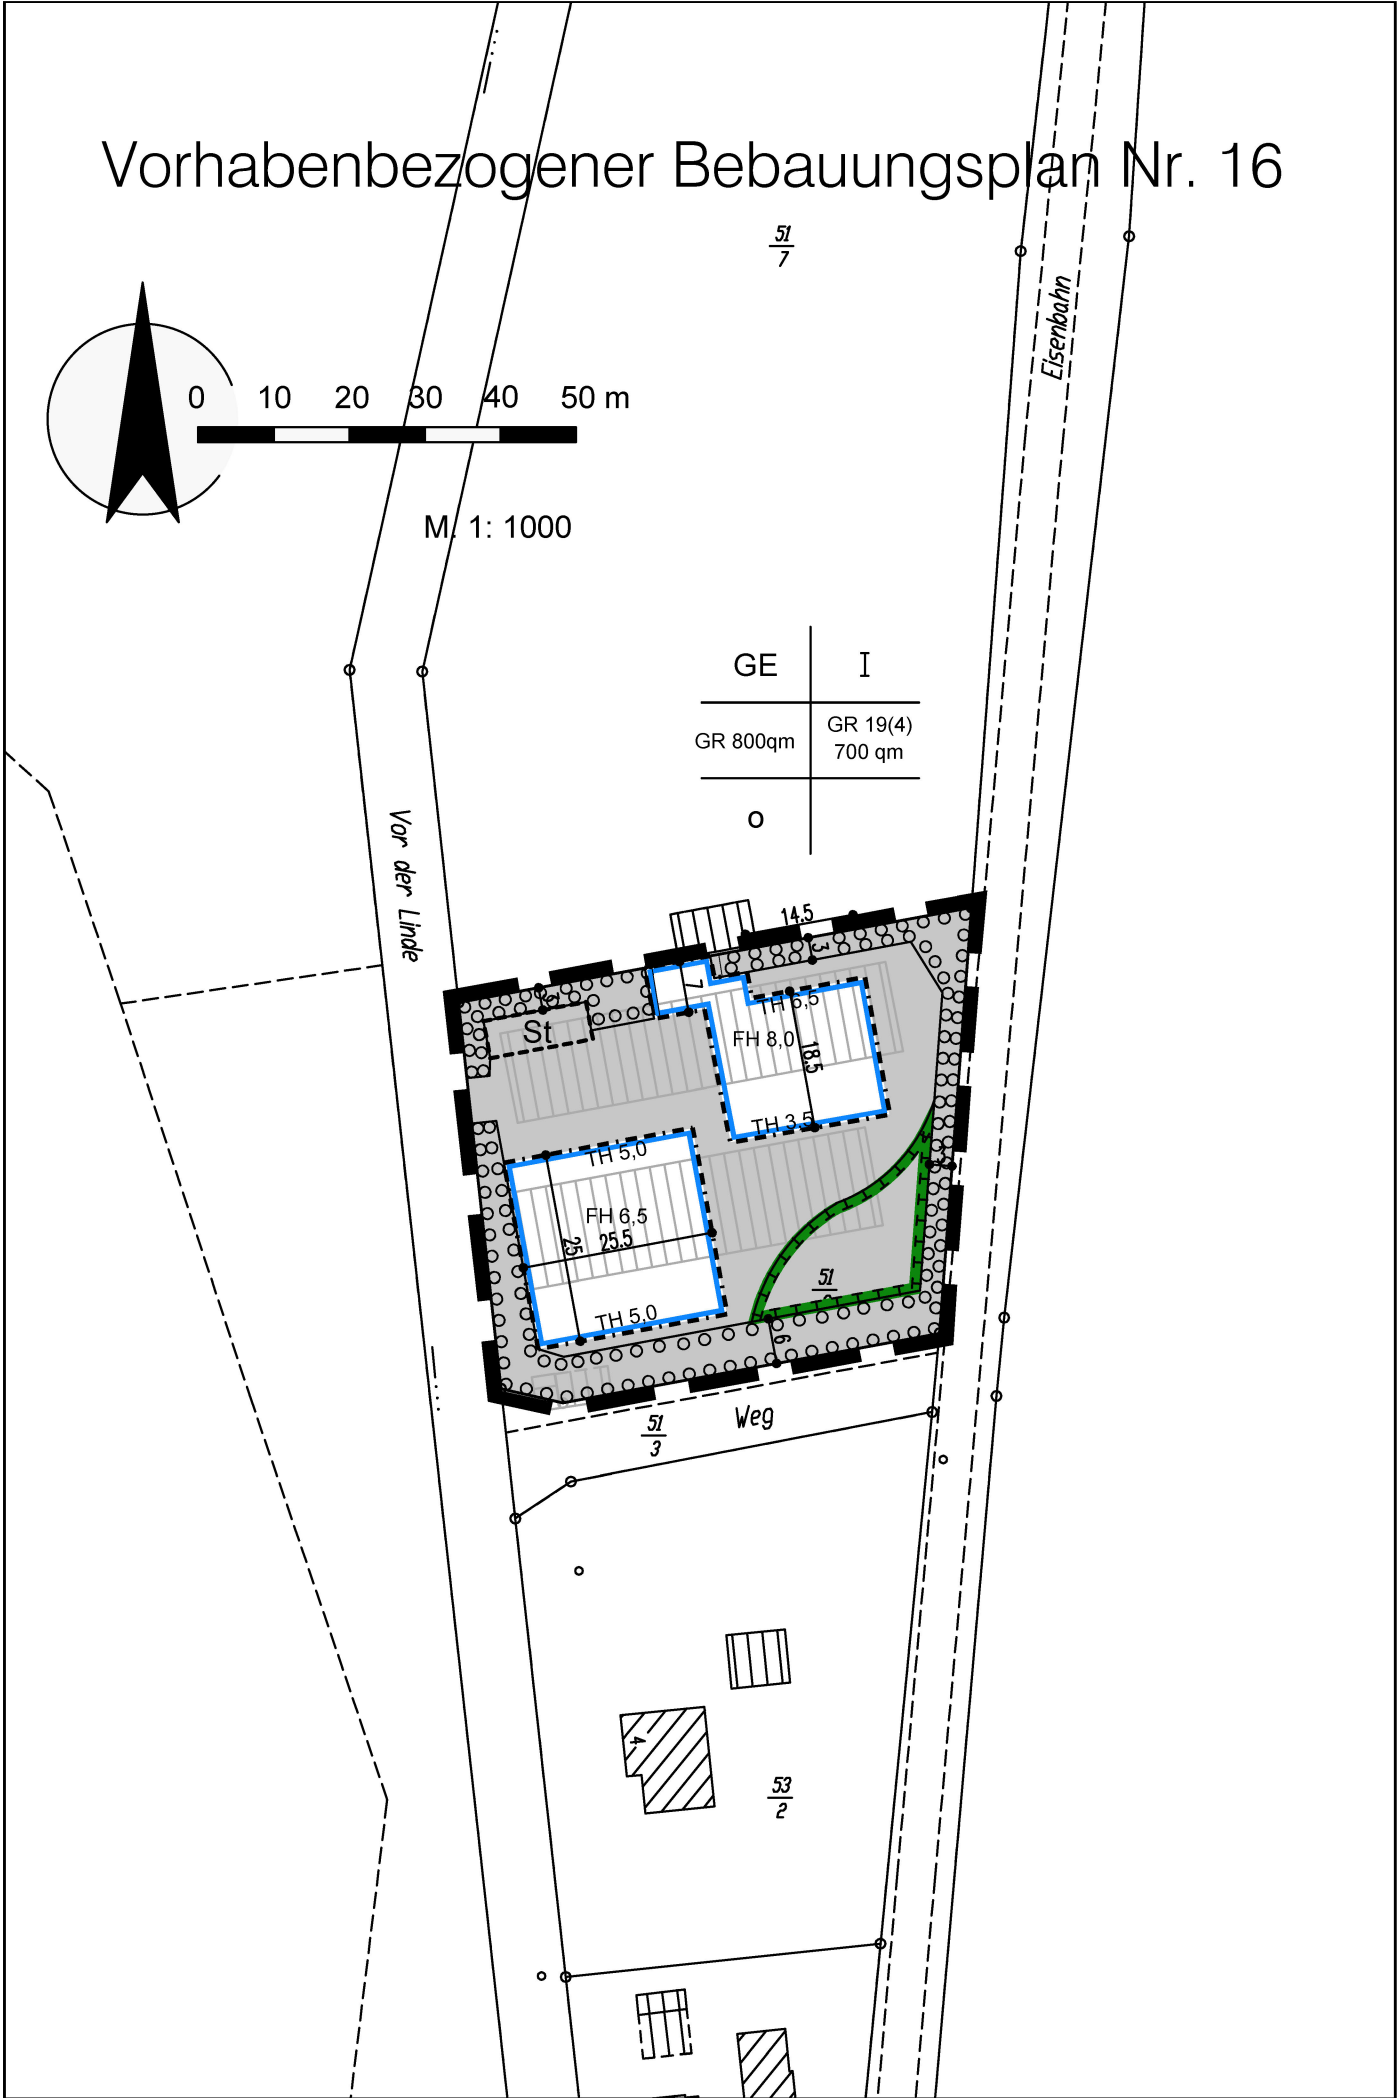 Vorhabenbezogener Bebauungsplan Nr. 16
51
7
Eisenbahn
0 10 20 30 40 50 m
M. 1: 1000
GE I
GR 800qm GR 19(4)
700 qm
o
Vor der Linde
14.5
3
3
7
St
TH 6,5
FH 8,0
18.5
TH 3,5
TH 5,0
FH 6,5
25
25.5
TH 5,0
3
51
6
Weg
51
3
4
53
2